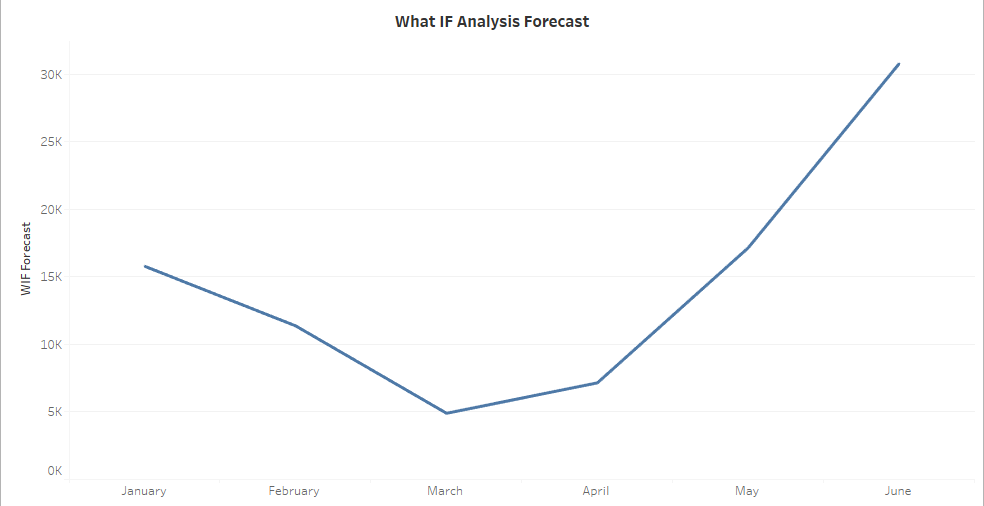 What IF Analysis Forecast
30K
25K
20K
15K
10K
5K
0K
WIF Forecast
January February March April May June